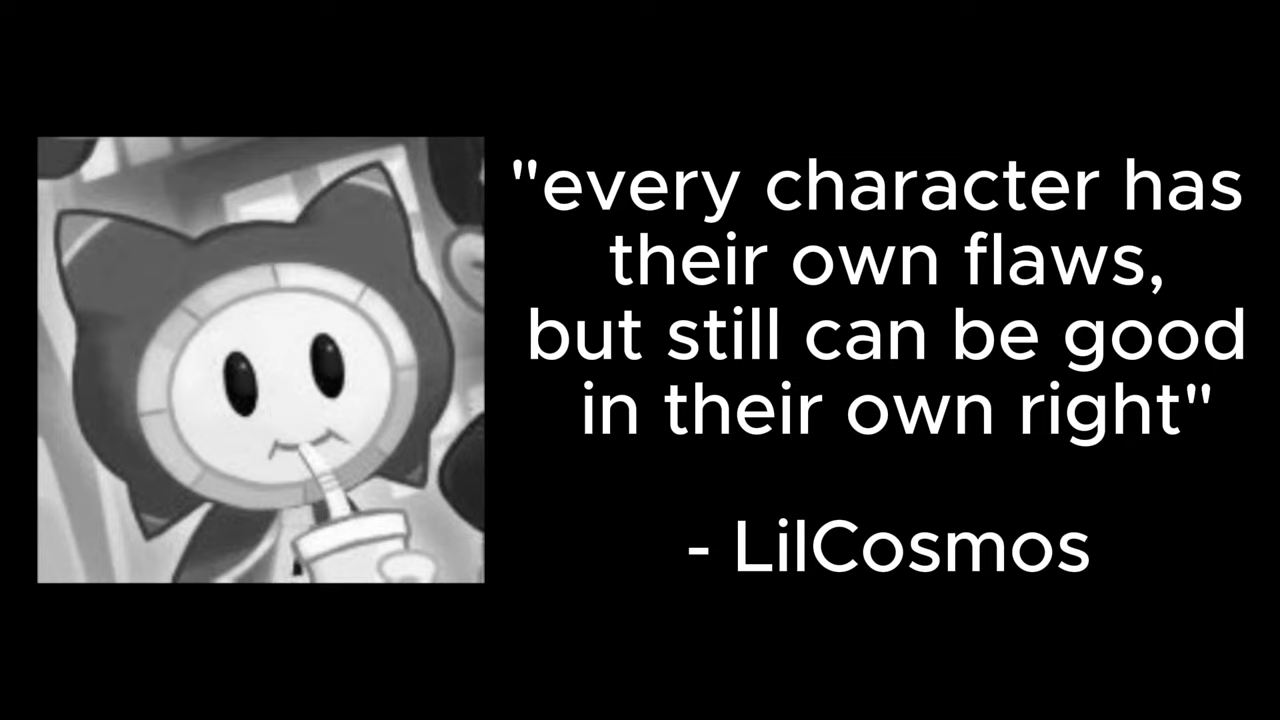 "every character has
their own flaws,
but still can be good
in their own right"
- LilCosmos